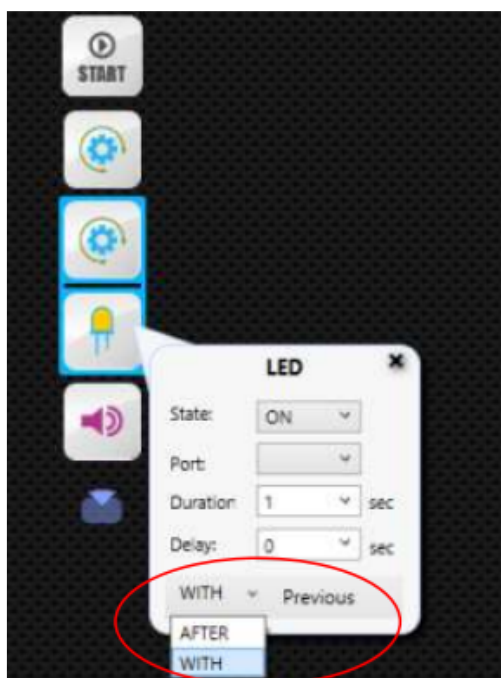 START
LED
State: ON
Port:
Duration 1 sec
Delay: 0 sec
WITH Previous
AFTER
WITH